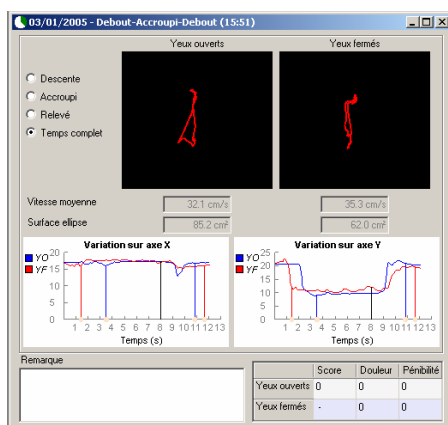 03/01/2005 - Debout-Accroupi-Debout (15:51)
Yeux ouverts
Yeux fermés
Descente
Accroupi
Relevé
Temps complet
Vitesse moyenne
32.1 cm/s
35.3 cm/s
Surface ellipse
85.2 cm²
62.0 cm²
Variation sur axe X
YO
YF
20
15
10
5
0
1 2 3 4 5 6 7 8 9 10 11 12 13
Temps (s)
Variation sur axe Y
YO
YF
25
20
15
10
5
0
1 2 3 4 5 6 7 8 9 10 11 12 13
Temps (s)
Remarque
Score Douleur Pénibilité
Yeux ouverts 0 0 0
Yeux fermés - 0 0